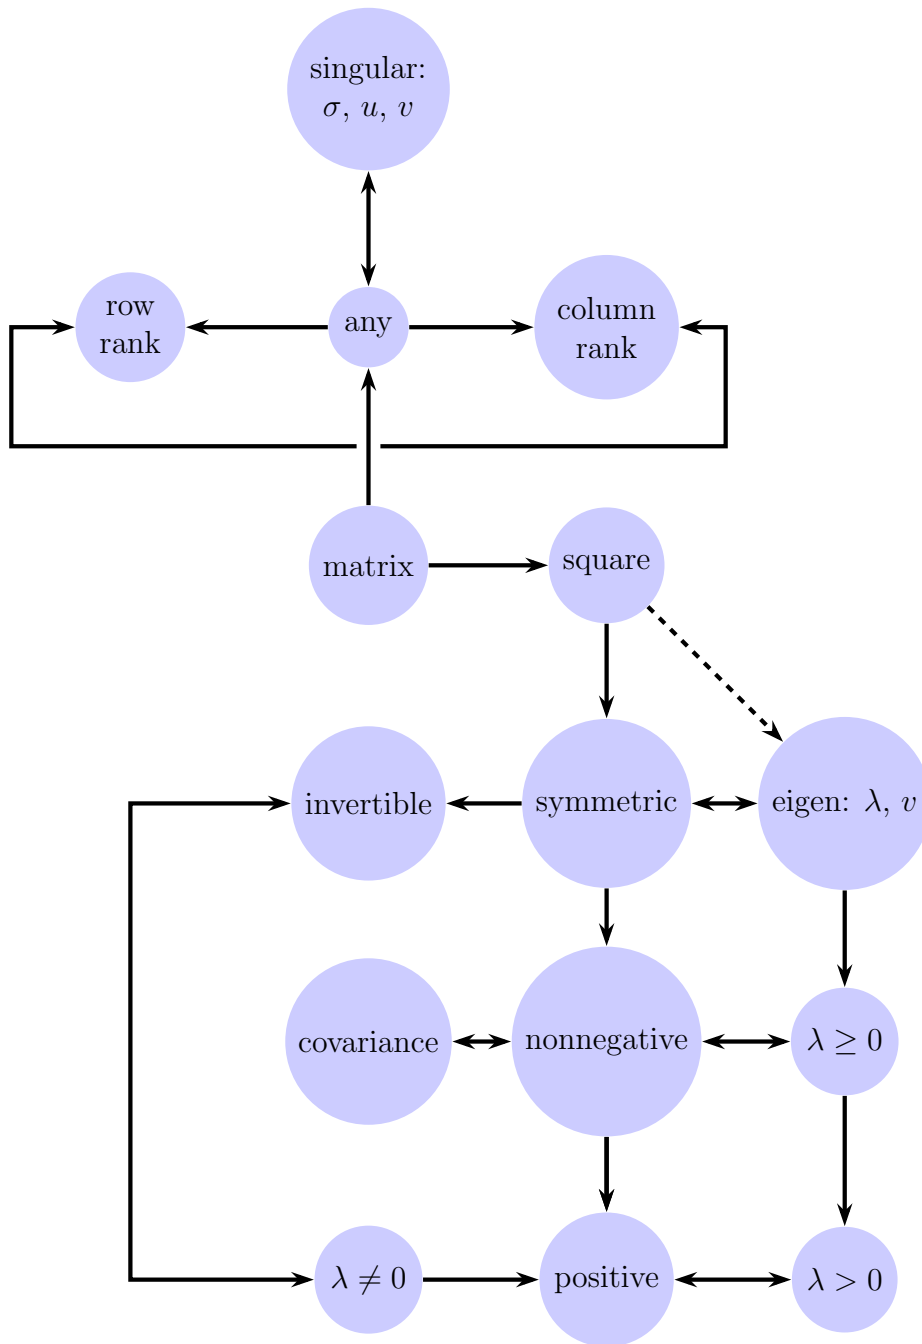 singular:
σ, u, v
row
rank
any
column
rank
matrix
square
invertible
symmetric
eigen: λ, v
covariance
nonnegative
λ ≥ 0
λ ≠ 0
positive
λ > 0